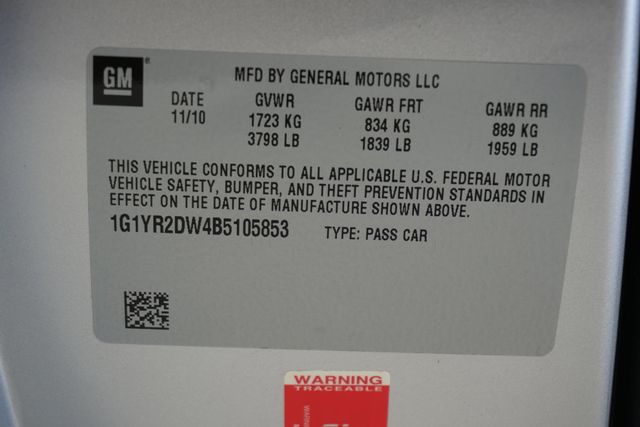 GM ®
MFD BY GENERAL MOTORS LLC
DATE GVWR GAWR FRT GAWR RR
11/10 1723 KG 834 KG 889 KG
3798 LB 1839 LB 1959 LB
THIS VEHICLE CONFORMS TO ALL APPLICABLE U.S. FEDERAL MOTOR
VEHICLE SAFETY, BUMPER, AND THEFT PREVENTION STANDARDS IN
EFFECT ON THE DATE OF MANUFACTURE SHOWN ABOVE.
1G1YR2DW4B5105853 TYPE: PASS CAR
WARNING
TRACEABLE